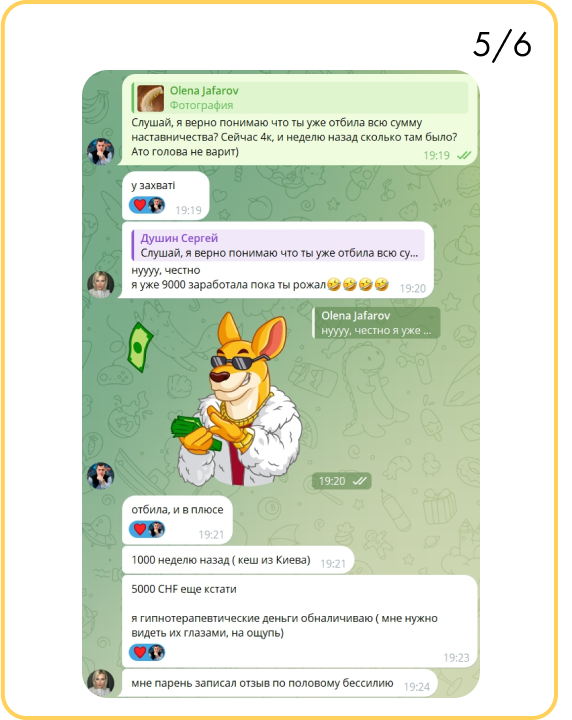 5/6
Olena Jafarov
Фотография
Слушай, я верно понимаю что ты уже отбила всю сумму
наставничества? Сейчас 4к, и неделю назад сколько там было?
Ато голова не варит)
19:19
у захваті
19:19
Душин Сергей
Слушай, я верно понимаю что ты уже отбила всю су...
нуууу, честно
я уже 9000 заработала пока ты рожал🤣🤣🤣🤣
19:20
Olena Jafarov
нуууу, честно я уже ...
19:20
отбила, и в плюсе
19:21
1000 неделю назад ( кеш из Киева)
19:21
5000 CHF еще кстати
я гипнотерапевтические деньги обналичиваю ( мне нужно
видеть их глазами, на ощупь)
19:23
мне парень записал отзыв по половому бессилию
19:24